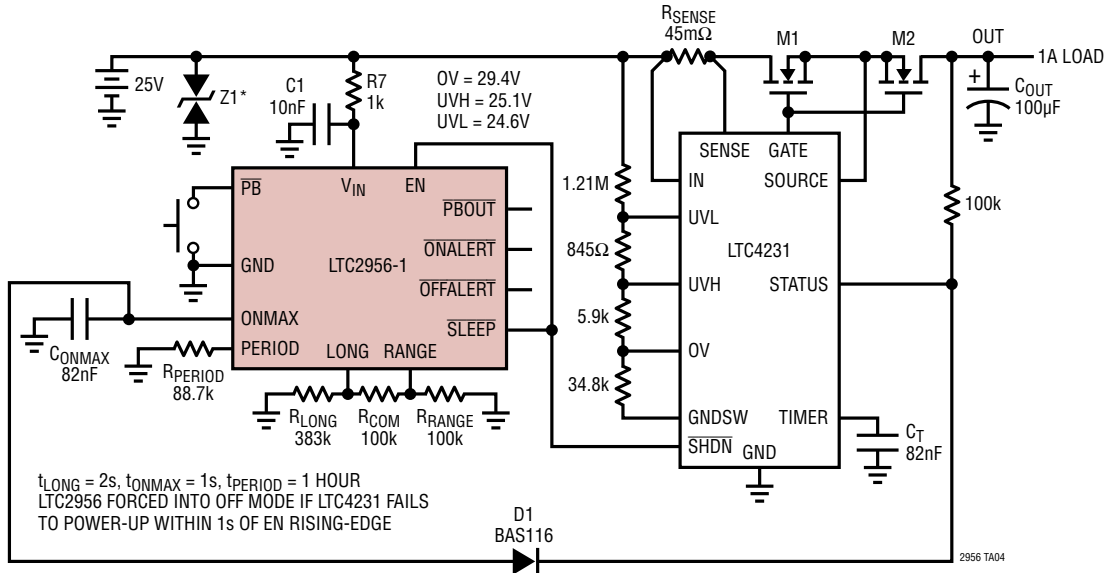 RSENSE
45mΩ
M1
M2
OUT
1A LOAD
25V
Z1*
C1
10nF
R7
1k
OV = 29.4V
UVH = 25.1V
UVL = 24.6V
COUT
100µF
+
PB
VIN
EN
PBOUT
GND
LTC2956-1
ONALERT
OFFALERT
ONMAX
SLEEP
PERIOD
LONG
RANGE
CONMAX
82nF
RPERIOD
88.7k
RLONG
383k
RCOM
100k
RRANGE
100k
1.21M
845Ω
5.9k
34.8k
SENSE
GATE
IN
SOURCE
UVL
LTC4231
UVH
STATUS
OV
GNDSW
TIMER
SHDN
GND
100k
CT
82nF
tLONG = 2s, tONMAX = 1s, tPERIOD = 1 HOUR
LTC2956 FORCED INTO OFF MODE IF LTC4231 FAILS
TO POWER-UP WITHIN 1s OF EN RISING-EDGE
D1
BAS116
2956 TA04